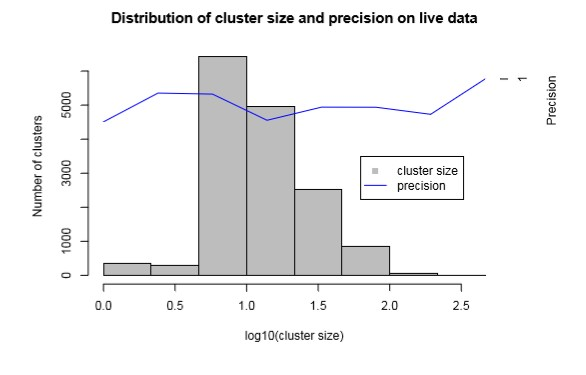 Distribution of cluster size and precision on live data
Number of clusters
5000
3000
1000
0
1
Precision
cluster size
precision
0.0 0.5 1.0 1.5 2.0 2.5
log10(cluster size)